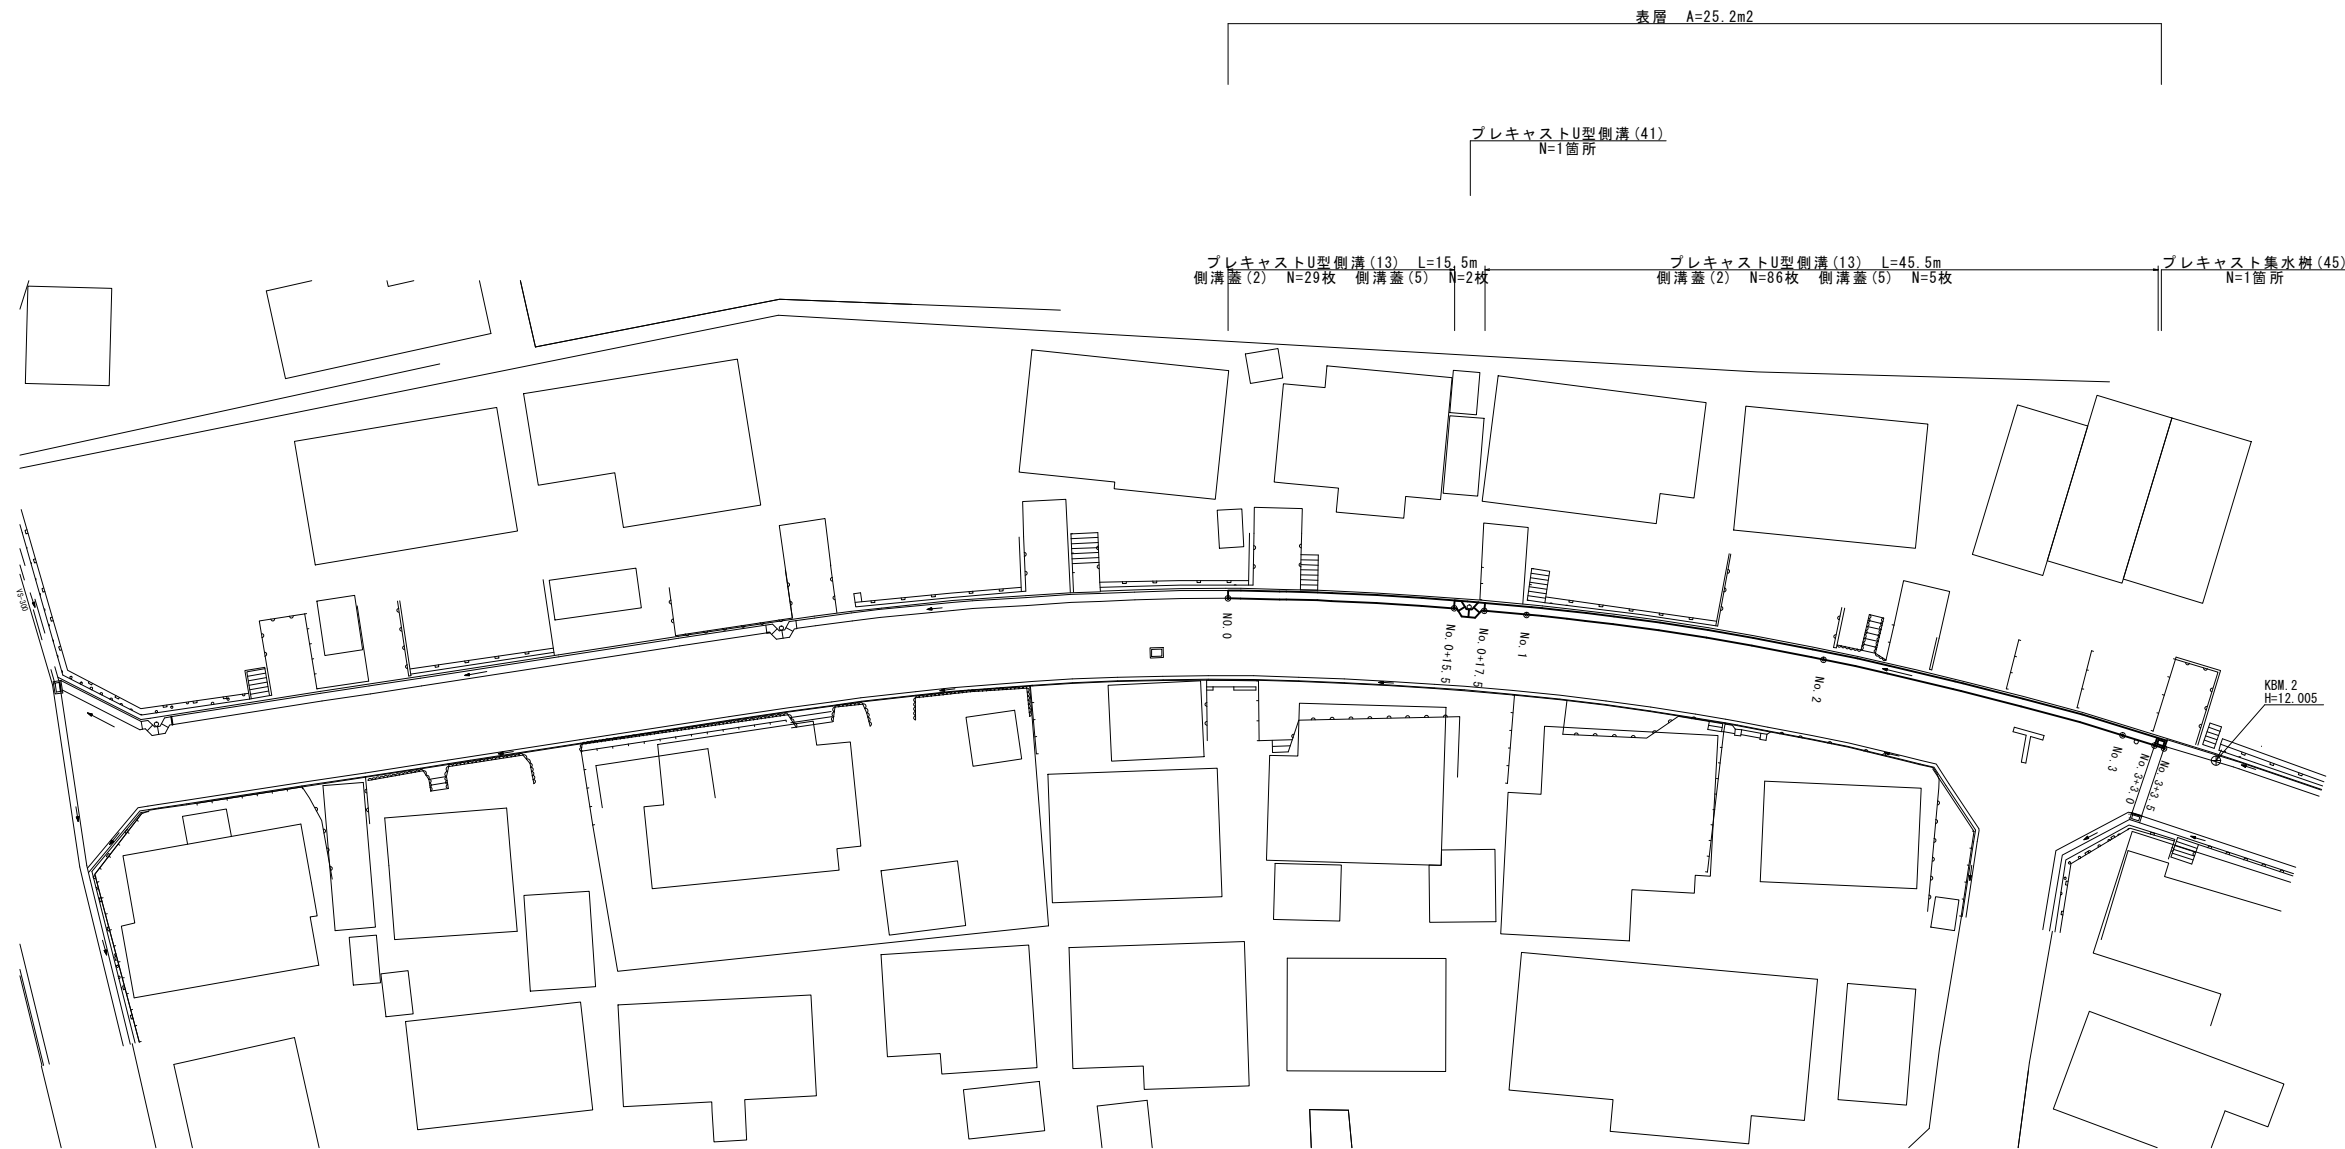 表層　A=25.2m2
プレキャストU型側溝(41)
N=1箇所
プレキャストU型側溝(13)　L=15.5m
側溝蓋(2)　N=29枚　側溝蓋(5)　N=2枚
プレキャストU型側溝(13)　L=45.5m
側溝蓋(2)　N=86枚　側溝蓋(5)　N=5枚
プレキャスト集水桝(45)
N=1箇所
VS-300
NO.0
No.0+15.5
No.0+17.5
No.1
No.2
No.3
No.3+3.0
No.3+3.5
KBM.2
H=12.005